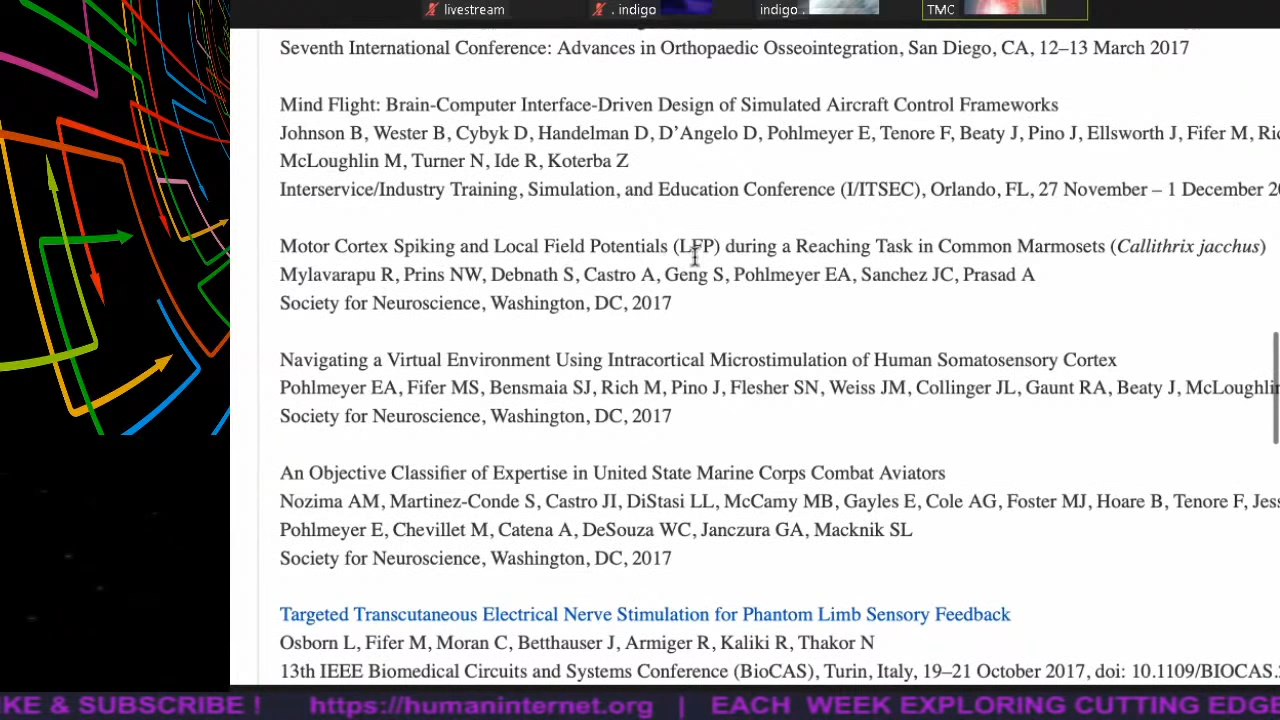 livestream
. indigo
indigo .
TMC
Seventh International Conference: Advances in Orthopaedic Osseointegration, San Diego, CA, 12–13 March 2017
Mind Flight: Brain-Computer Interface-Driven Design of Simulated Aircraft Control Frameworks
Johnson B, Wester B, Cybyk D, Handelman D, D’Angelo D, Pohlmeyer E, Tenore F, Beaty J, Pino J, Ellsworth J, Fifer M, Ric
McLoughlin M, Turner N, Ide R, Koterba Z
Interservice/Industry Training, Simulation, and Education Conference (I/ITSEC), Orlando, FL, 27 November – 1 December 20
Motor Cortex Spiking and Local Field Potentials (LFP) during a Reaching Task in Common Marmosets (Callithrix jacchus)
Mylavarapu R, Prins NW, Debnath S, Castro A, Geng S, Pohlmeyer EA, Sanchez JC, Prasad A
Society for Neuroscience, Washington, DC, 2017
Navigating a Virtual Environment Using Intracortical Microstimulation of Human Somatosensory Cortex
Pohlmeyer EA, Fifer MS, Bensmaia SJ, Rich M, Pino J, Flesher SN, Weiss JM, Collinger JL, Gaunt RA, Beaty J, McLoughlin
Society for Neuroscience, Washington, DC, 2017
An Objective Classifier of Expertise in United State Marine Corps Combat Aviators
Nozima AM, Martinez-Conde S, Castro JI, DiStasi LL, McCamy MB, Gayles E, Cole AG, Foster MJ, Hoare B, Tenore F, Jess
Pohlmeyer E, Chevillet M, Catena A, DeSouza WC, Janczura GA, Macknik SL
Society for Neuroscience, Washington, DC, 2017
Targeted Transcutaneous Electrical Nerve Stimulation for Phantom Limb Sensory Feedback
Osborn L, Fifer M, Moran C, Betthauser J, Armiger R, Kaliki R, Thakor N
13th IEEE Biomedical Circuits and Systems Conference (BioCAS), Turin, Italy, 19–21 October 2017, doi: 10.1109/BIOCAS.
IKE & SUBSCRIBE ! https://humaninternet.org | EACH WEEK EXPLORING CUTTING EDGE